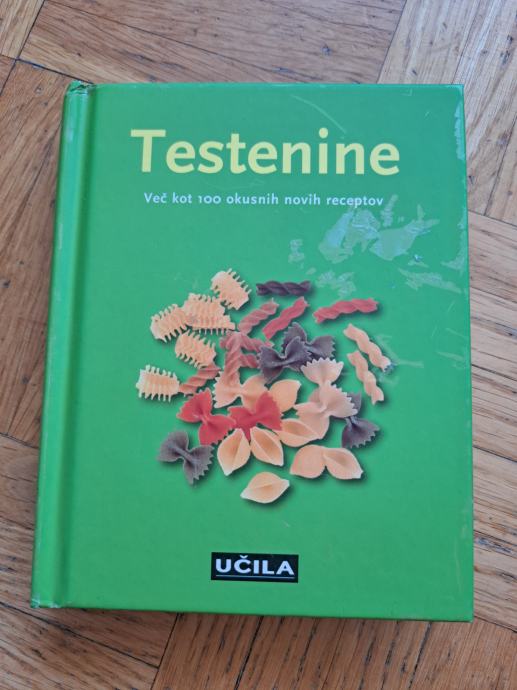 Testenine
Več kot 100 okusnih novih receptov
UČILA